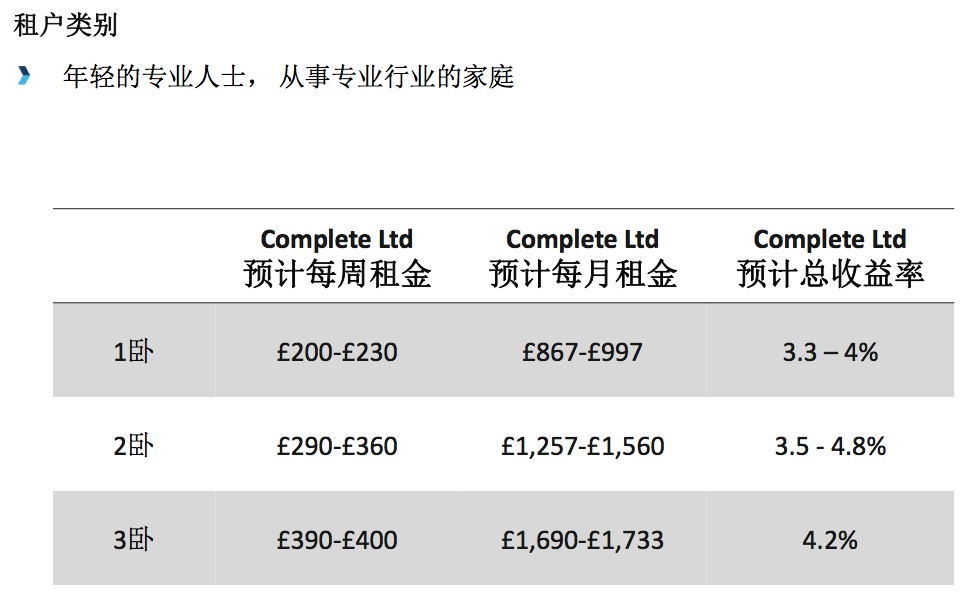 租户类别
年轻的专业人士， 从事专业行业的家庭
Complete Ltd Complete Ltd Complete Ltd
预计每周租金 预计每月租金 预计总收益率
1卧 £200-£230 £867-£997 3.3 – 4%
2卧 £290-£360 £1,257-£1,560 3.5 - 4.8%
3卧 £390-£400 £1,690-£1,733 4.2%